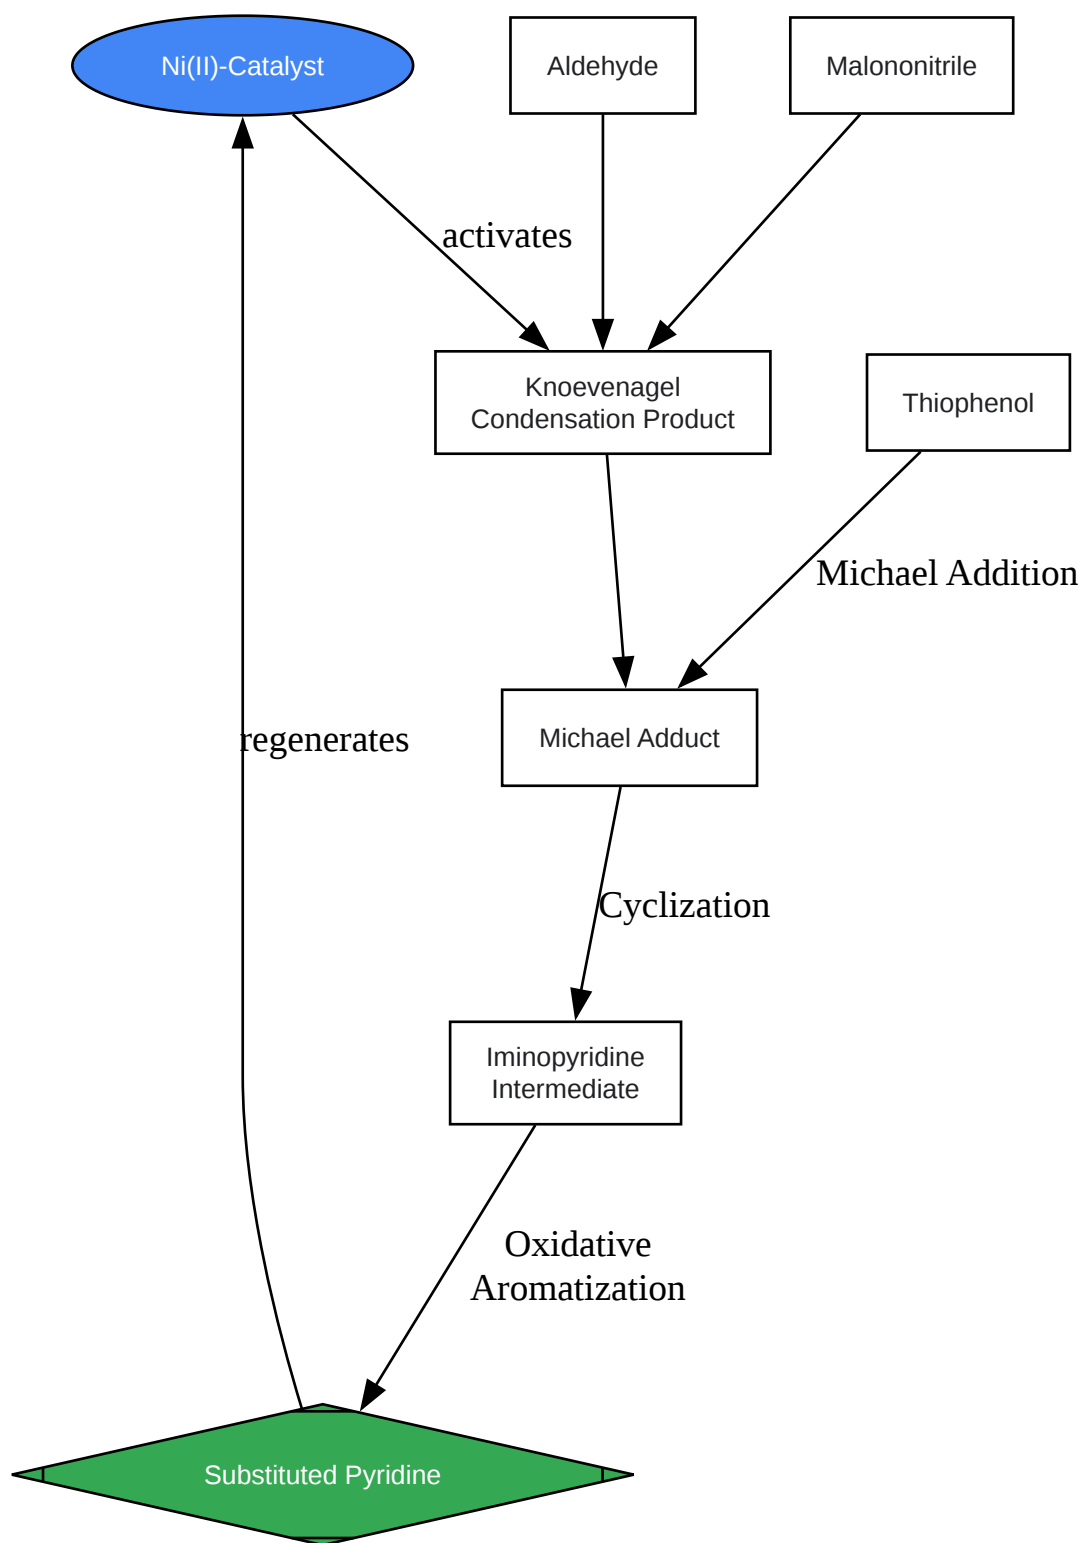 Ni(II)-Catalyst
Aldehyde
Malononitrile
activates
Knoevenagel
Condensation Product
Thiophenol
Michael Addition
Michael Adduct
regenerates
Cyclization
Iminopyridine
Intermediate
Oxidative
Aromatization
Substituted Pyridine